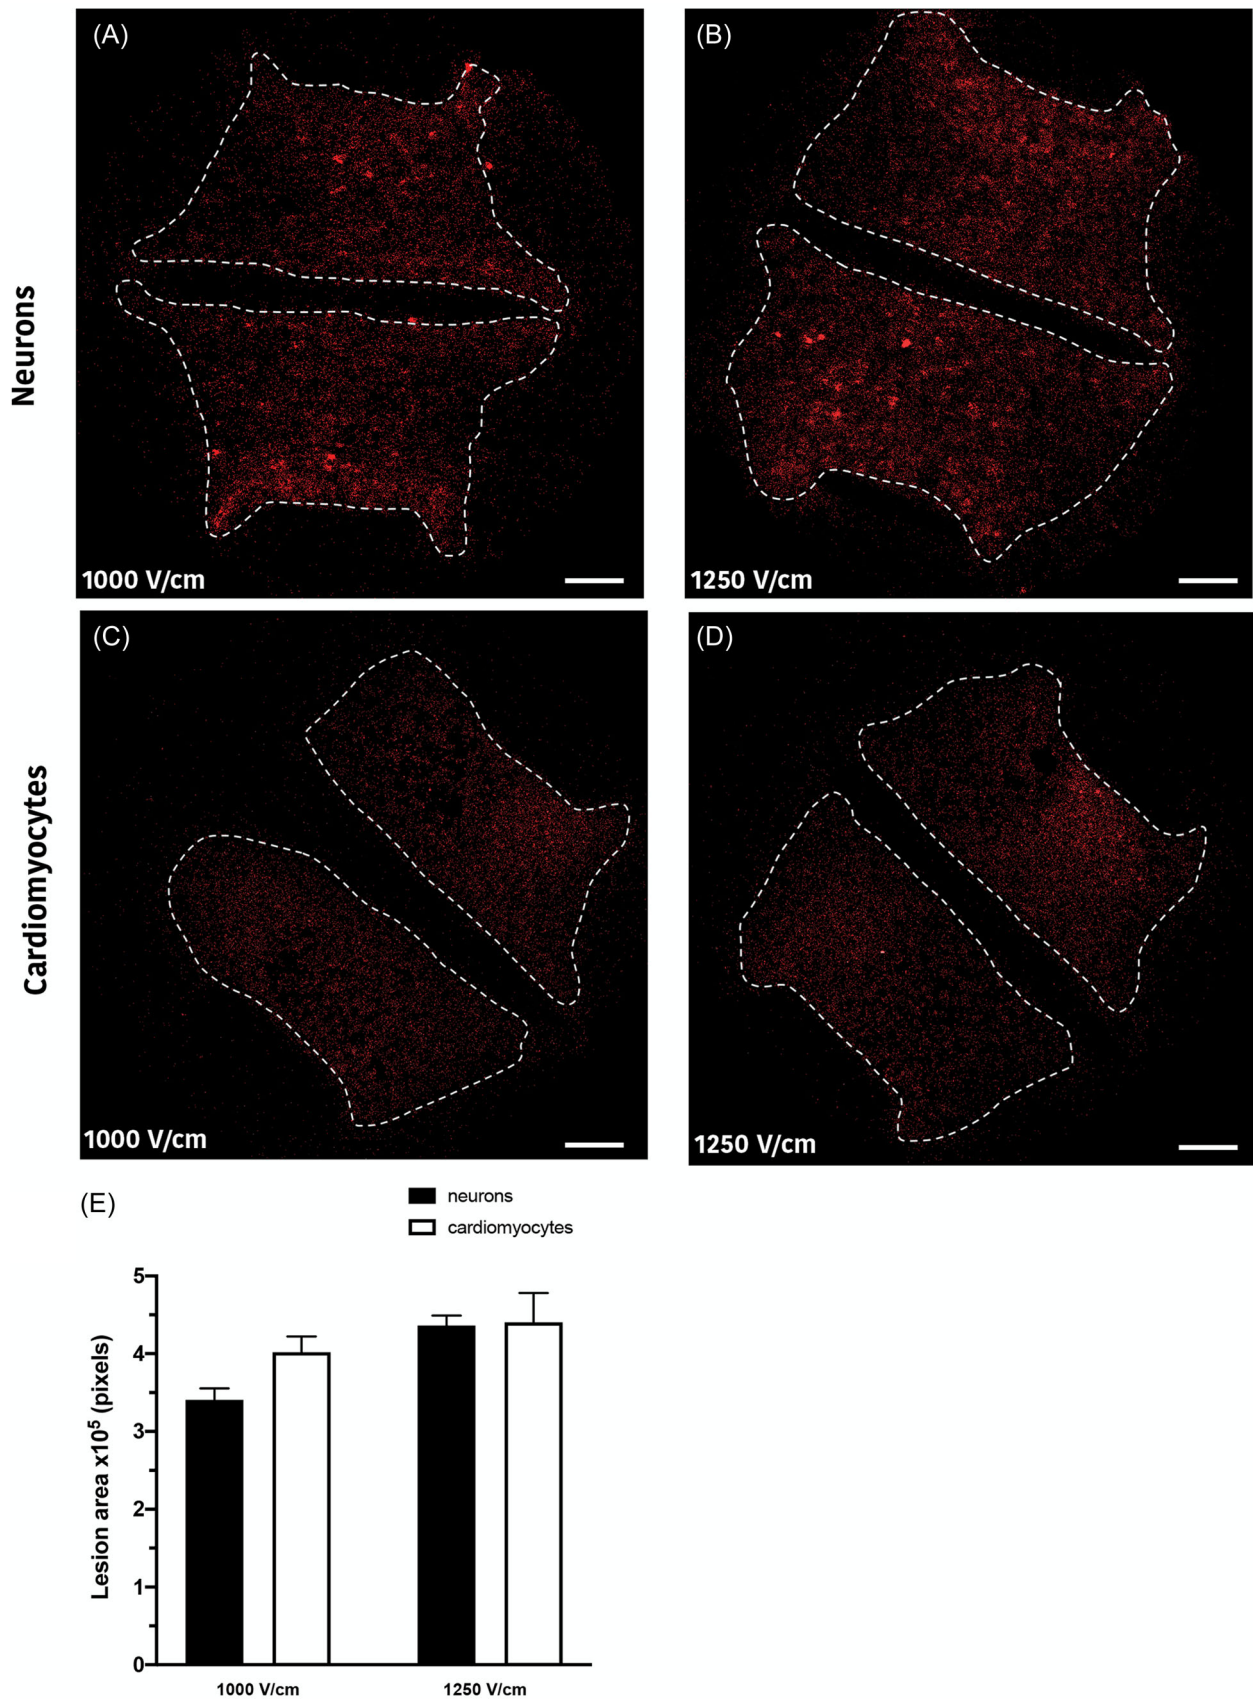 (A)
(B)
Neurons
1000 V/cm
1250 V/cm
(C)
(D)
Cardiomyocytes
1000 V/cm
1250 V/cm
(E)
neurons
cardiomyocytes
Lesion area x10⁵ (pixels)
5
4
3
2
1
0
1000 V/cm
1250 V/cm